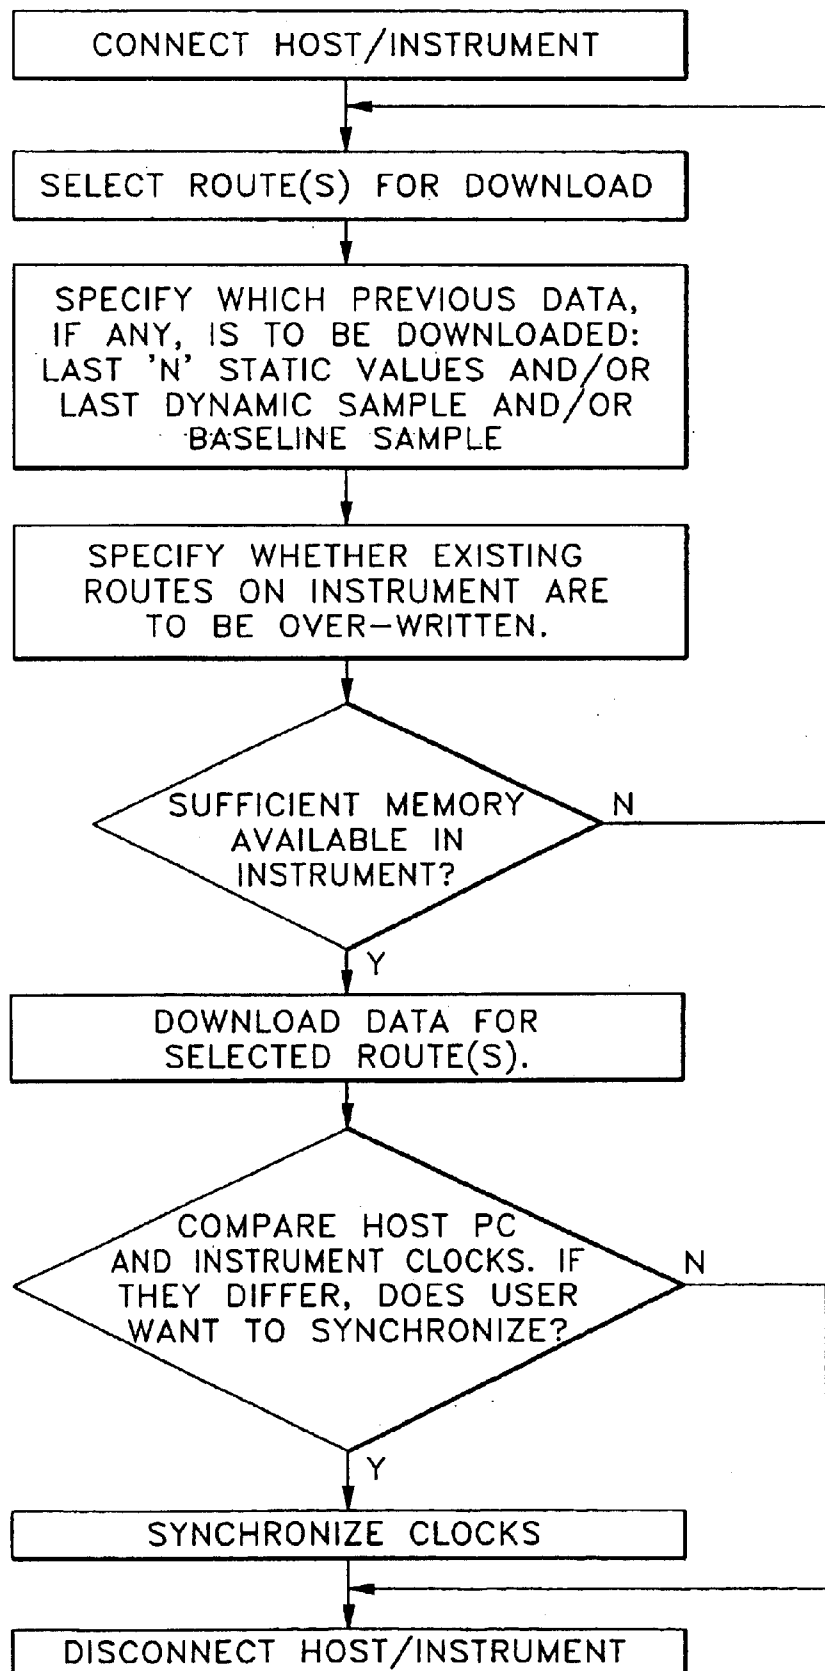 CONNECT HOST/INSTRUMENT
SELECT ROUTE(S) FOR DOWNLOAD
SPECIFY WHICH PREVIOUS DATA,
IF ANY, IS TO BE DOWNLOADED:
LAST 'N' STATIC VALUES AND/OR
LAST DYNAMIC SAMPLE AND/OR
BASELINE SAMPLE
SPECIFY WHETHER EXISTING
ROUTES ON INSTRUMENT ARE
TO BE OVER-WRITTEN.
SUFFICIENT MEMORY
AVAILABLE IN
INSTRUMENT?
N
Y
DOWNLOAD DATA FOR
SELECTED ROUTE(S).
COMPARE HOST PC
AND INSTRUMENT CLOCKS. IF
THEY DIFFER, DOES USER
WANT TO SYNCHRONIZE?
N
Y
SYNCHRONIZE CLOCKS
DISCONNECT HOST/INSTRUMENT